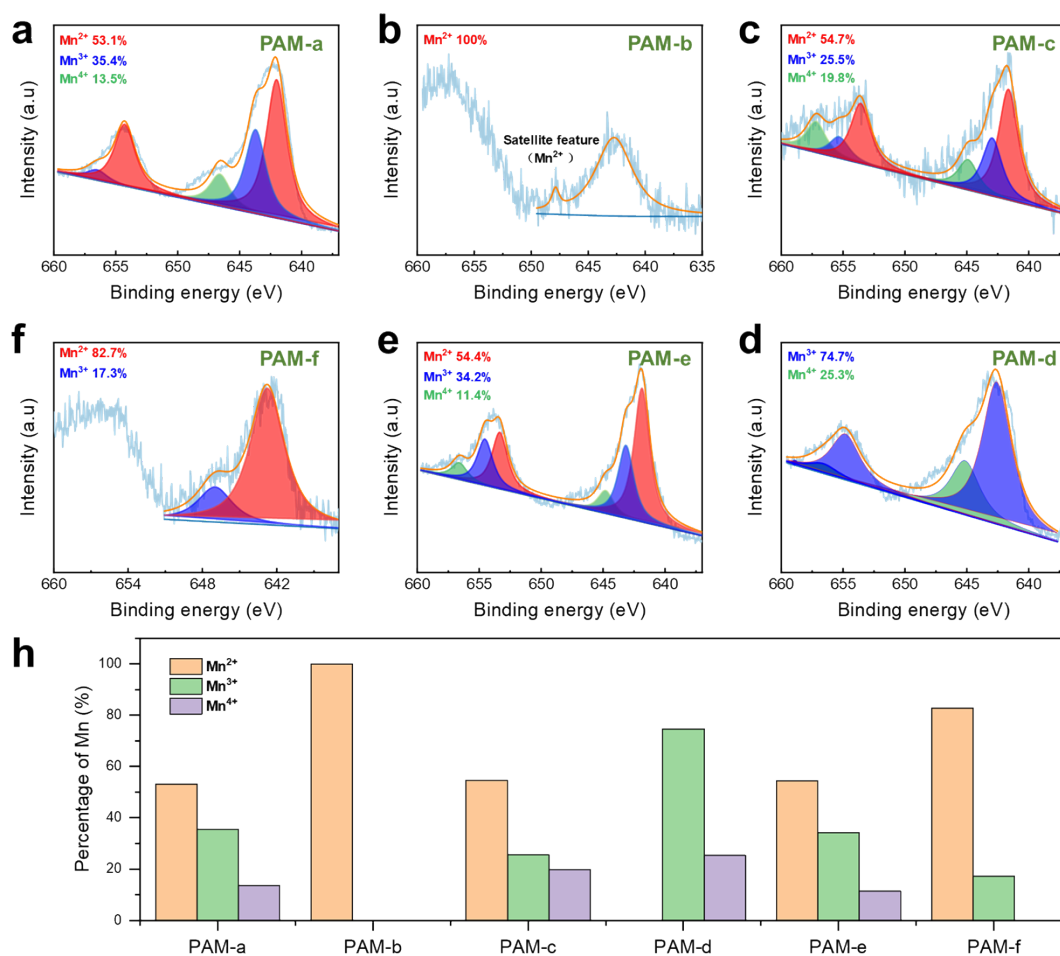 a
Mn²⁺ 53.1%
Mn³⁺ 35.4%
Mn⁴⁺ 13.5%
PAM-a
Intensity (a.u)
660 655 650 645 640
Binding energy (eV)
b
Mn²⁺ 100%
PAM-b
Satellite feature
（Mn²⁺ ）
Intensity (a.u)
660 655 650 645 640 635
Binding energy (eV)
c
Mn²⁺ 54.7%
Mn³⁺ 25.5%
Mn⁴⁺ 19.8%
PAM-c
Intensity (a.u)
660 655 650 645 640
Binding energy (eV)
f
Mn²⁺ 82.7%
Mn³⁺ 17.3%
PAM-f
Intensity (a.u)
660 654 648 642
Binding energy (eV)
e
Mn²⁺ 54.4%
Mn³⁺ 34.2%
Mn⁴⁺ 11.4%
PAM-e
Intensity (a.u)
660 655 650 645 640
Binding energy (eV)
d
Mn³⁺ 74.7%
Mn⁴⁺ 25.3%
PAM-d
Intensity (a.u)
660 655 650 645 640
Binding energy (eV)
h
Mn²⁺
Mn³⁺
Mn⁴⁺
Percentage of Mn (%)
100
80
60
40
20
0
PAM-a PAM-b PAM-c PAM-d PAM-e PAM-f